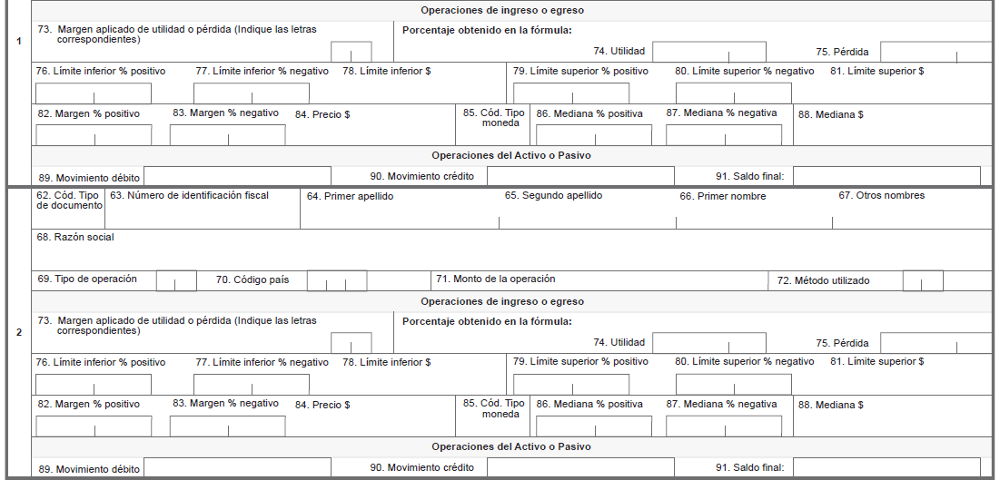 Operaciones de ingreso o egreso
1
73. Margen aplicado de utilidad o pérdida (Indique las letras
correspondientes)
Porcentaje obtenido en la fórmula:
74. Utilidad
75. Pérdida
76. Límite inferior % positivo
77. Límite inferior % negativo
78. Límite inferior $
79. Límite superior % positivo
80. Límite superior % negativo
81. Límite superior $
82. Margen % positivo
83. Margen % negativo
84. Precio $
85. Cód. Tipo
moneda
86. Mediana % positiva
87. Mediana % negativa
88. Mediana $
Operaciones del Activo o Pasivo
89. Movimiento débito
90. Movimiento crédito
91. Saldo final:
62. Cód. Tipo
de documento
63. Número de identificación fiscal
64. Primer apellido
65. Segundo apellido
66. Primer nombre
67. Otros nombres
68. Razón social
69. Tipo de operación
70. Código país
71. Monto de la operación
72. Método utilizado
Operaciones de ingreso o egreso
2
73. Margen aplicado de utilidad o pérdida (Indique las letras
correspondientes)
Porcentaje obtenido en la fórmula:
74. Utilidad
75. Pérdida
76. Límite inferior % positivo
77. Límite inferior % negativo
78. Límite inferior $
79. Límite superior % positivo
80. Límite superior % negativo
81. Límite superior $
82. Margen % positivo
83. Margen % negativo
84. Precio $
85. Cód. Tipo
moneda
86. Mediana % positiva
87. Mediana % negativa
88. Mediana $
Operaciones del Activo o Pasivo
89. Movimiento débito
90. Movimiento crédito
91. Saldo final: